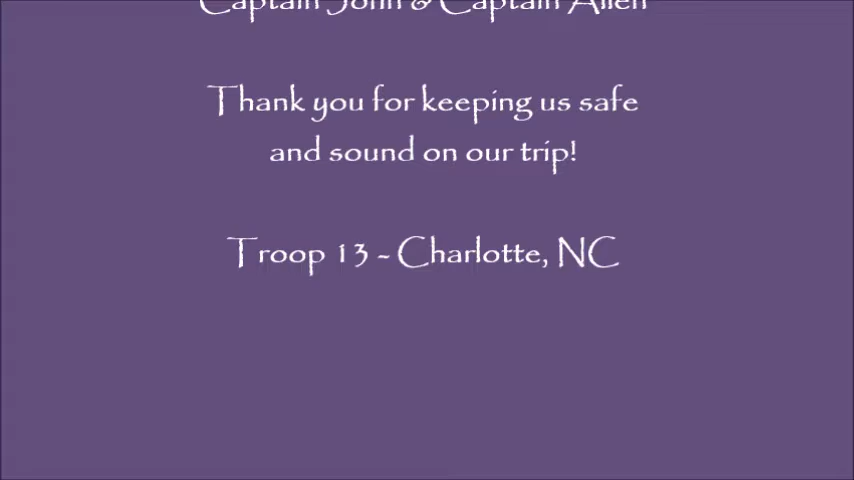 Captain John & Captain Allen
Thank you for keeping us safe
and sound on our trip!
Troop 13 - Charlotte, NC